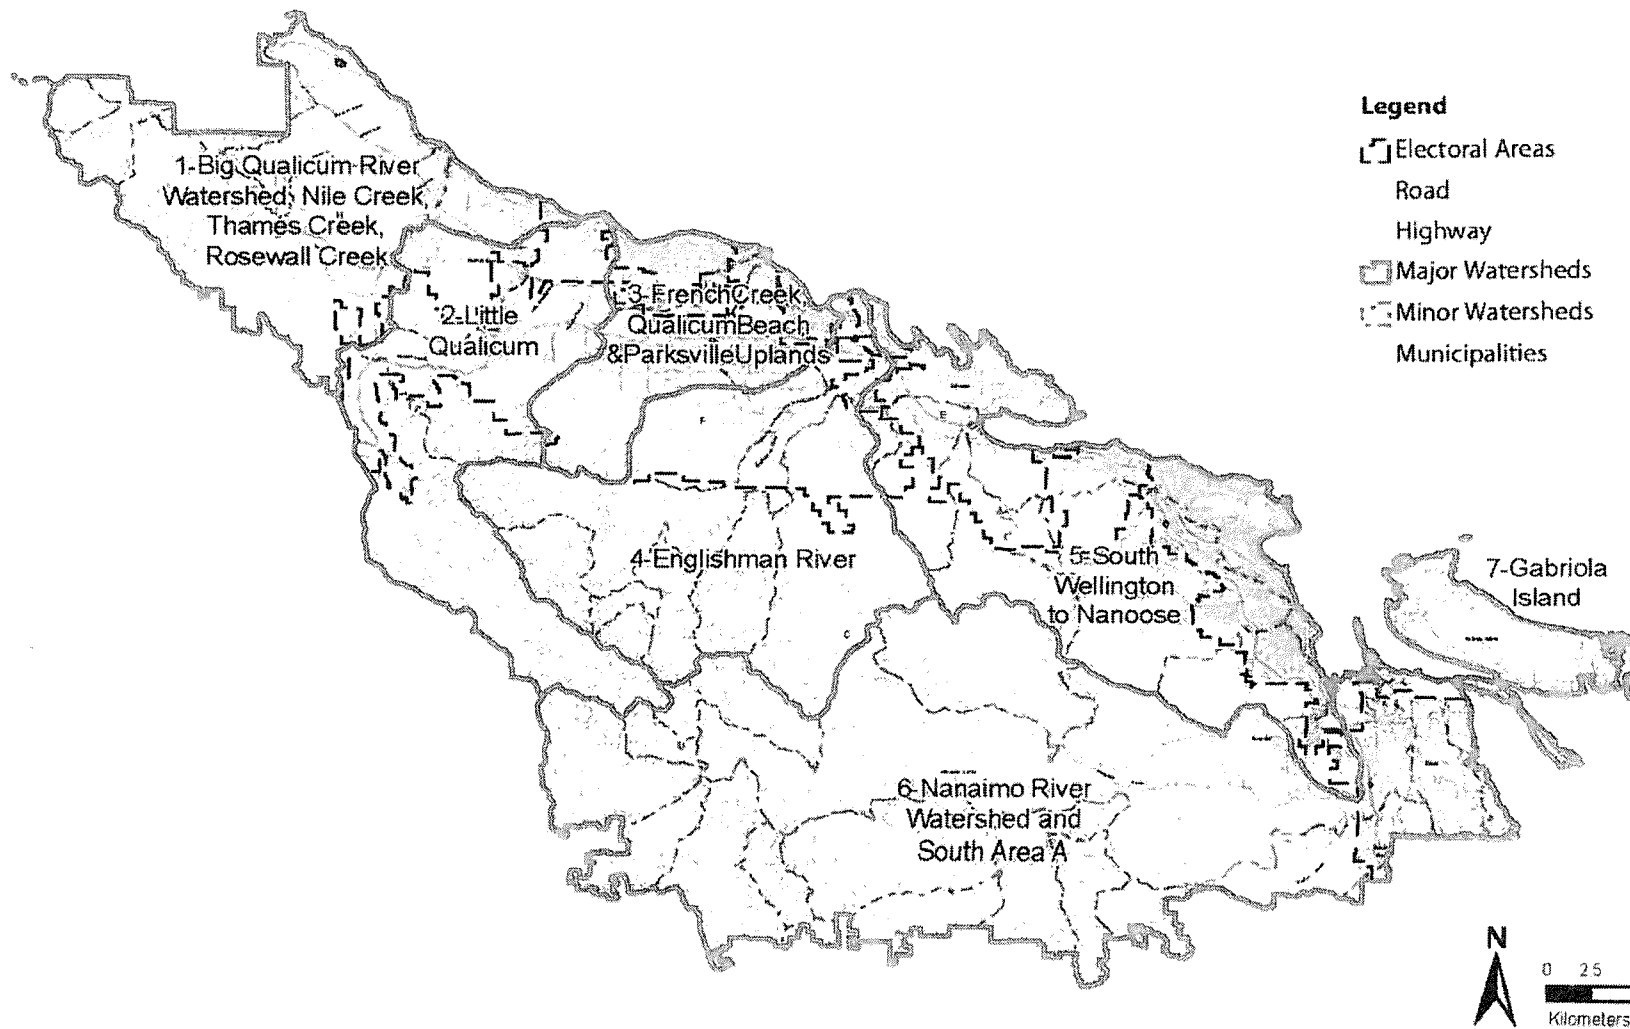 Legend
Electoral Areas
Road
Highway
Major Watersheds
Minor Watersheds
Municipalities
1-Big Qualicum River
Watershed, Nile Creek,
Thames Creek,
Rosewall Creek
2-Little
Qualicum
3-FrenchCreek,
QualicumBeach
&ParksvilleUplands
F
E
4-Englishman River
C
5-South
Wellington
to Nanoose
7-Gabriola
Island
6-Nanaimo River
Watershed and
South Area A
N
0 25
Kilometers